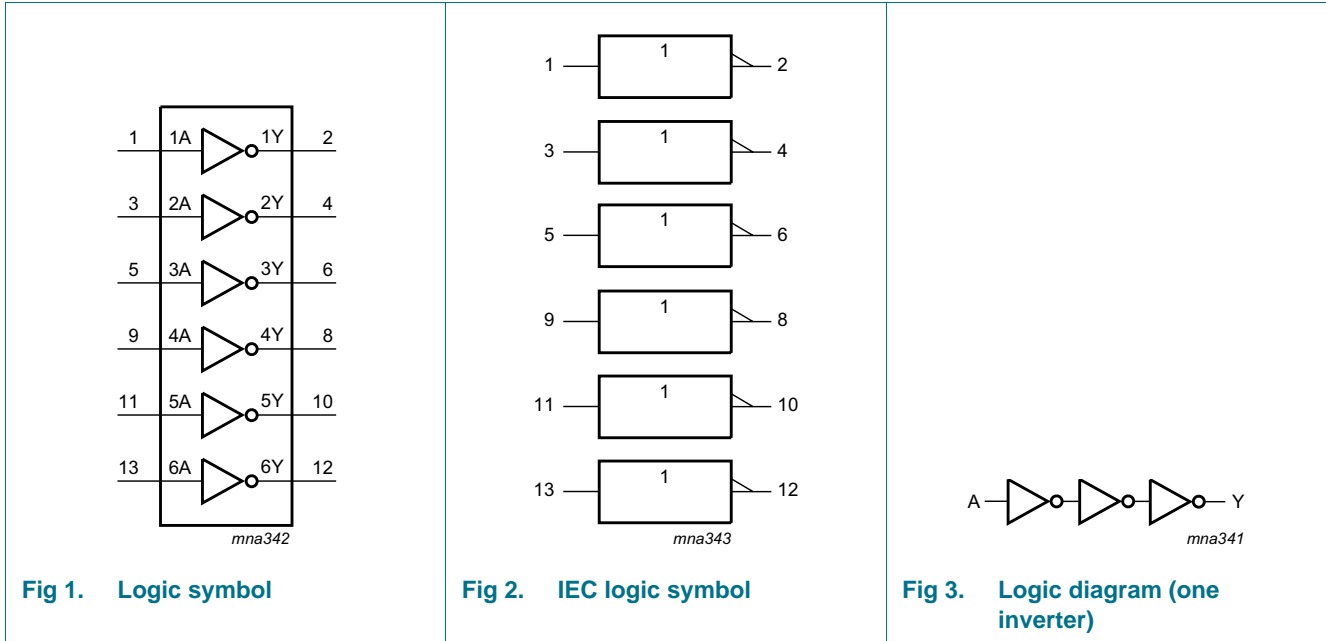 1 1A 1Y 2
3 2A 2Y 4
5 3A 3Y 6
9 4A 4Y 8
11 5A 5Y 10
13 6A 6Y 12
mna342
Fig 1. Logic symbol
1 1 2
3 1 4
5 1 6
9 1 8
11 1 10
13 1 12
mna343
Fig 2. IEC logic symbol
A Y
mna341
Fig 3. Logic diagram (one
inverter)